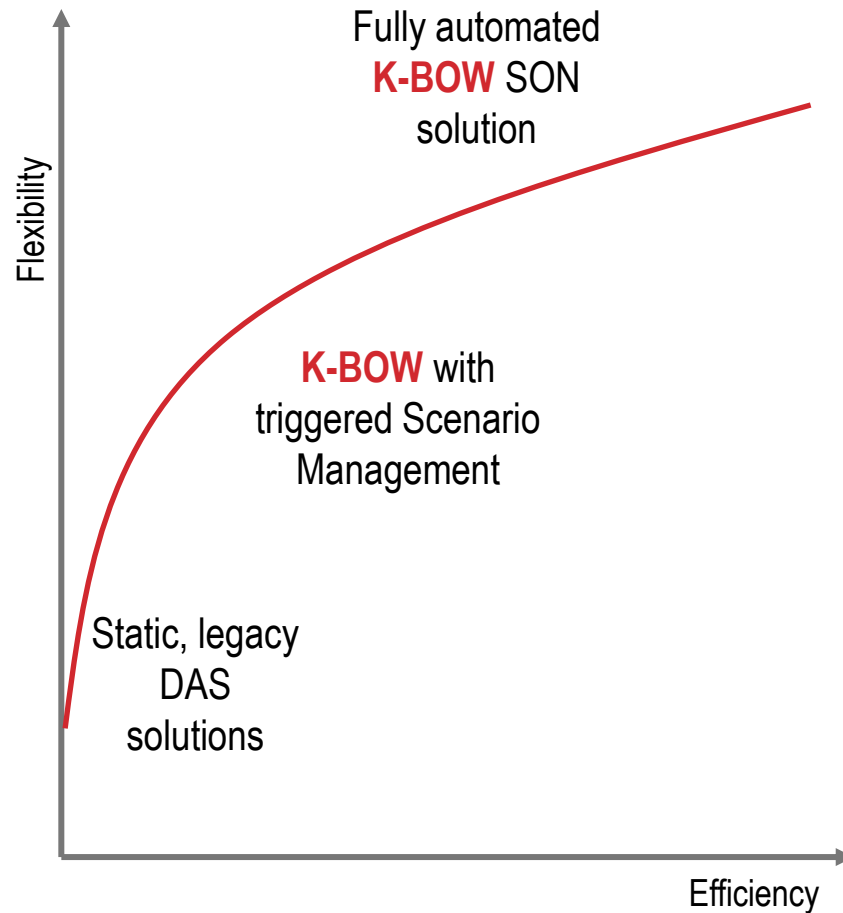 Fully automated
K-BOW SON
solution
Flexibility
K-BOW with
triggered Scenario
Management
Static, legacy
DAS
solutions
Efficiency